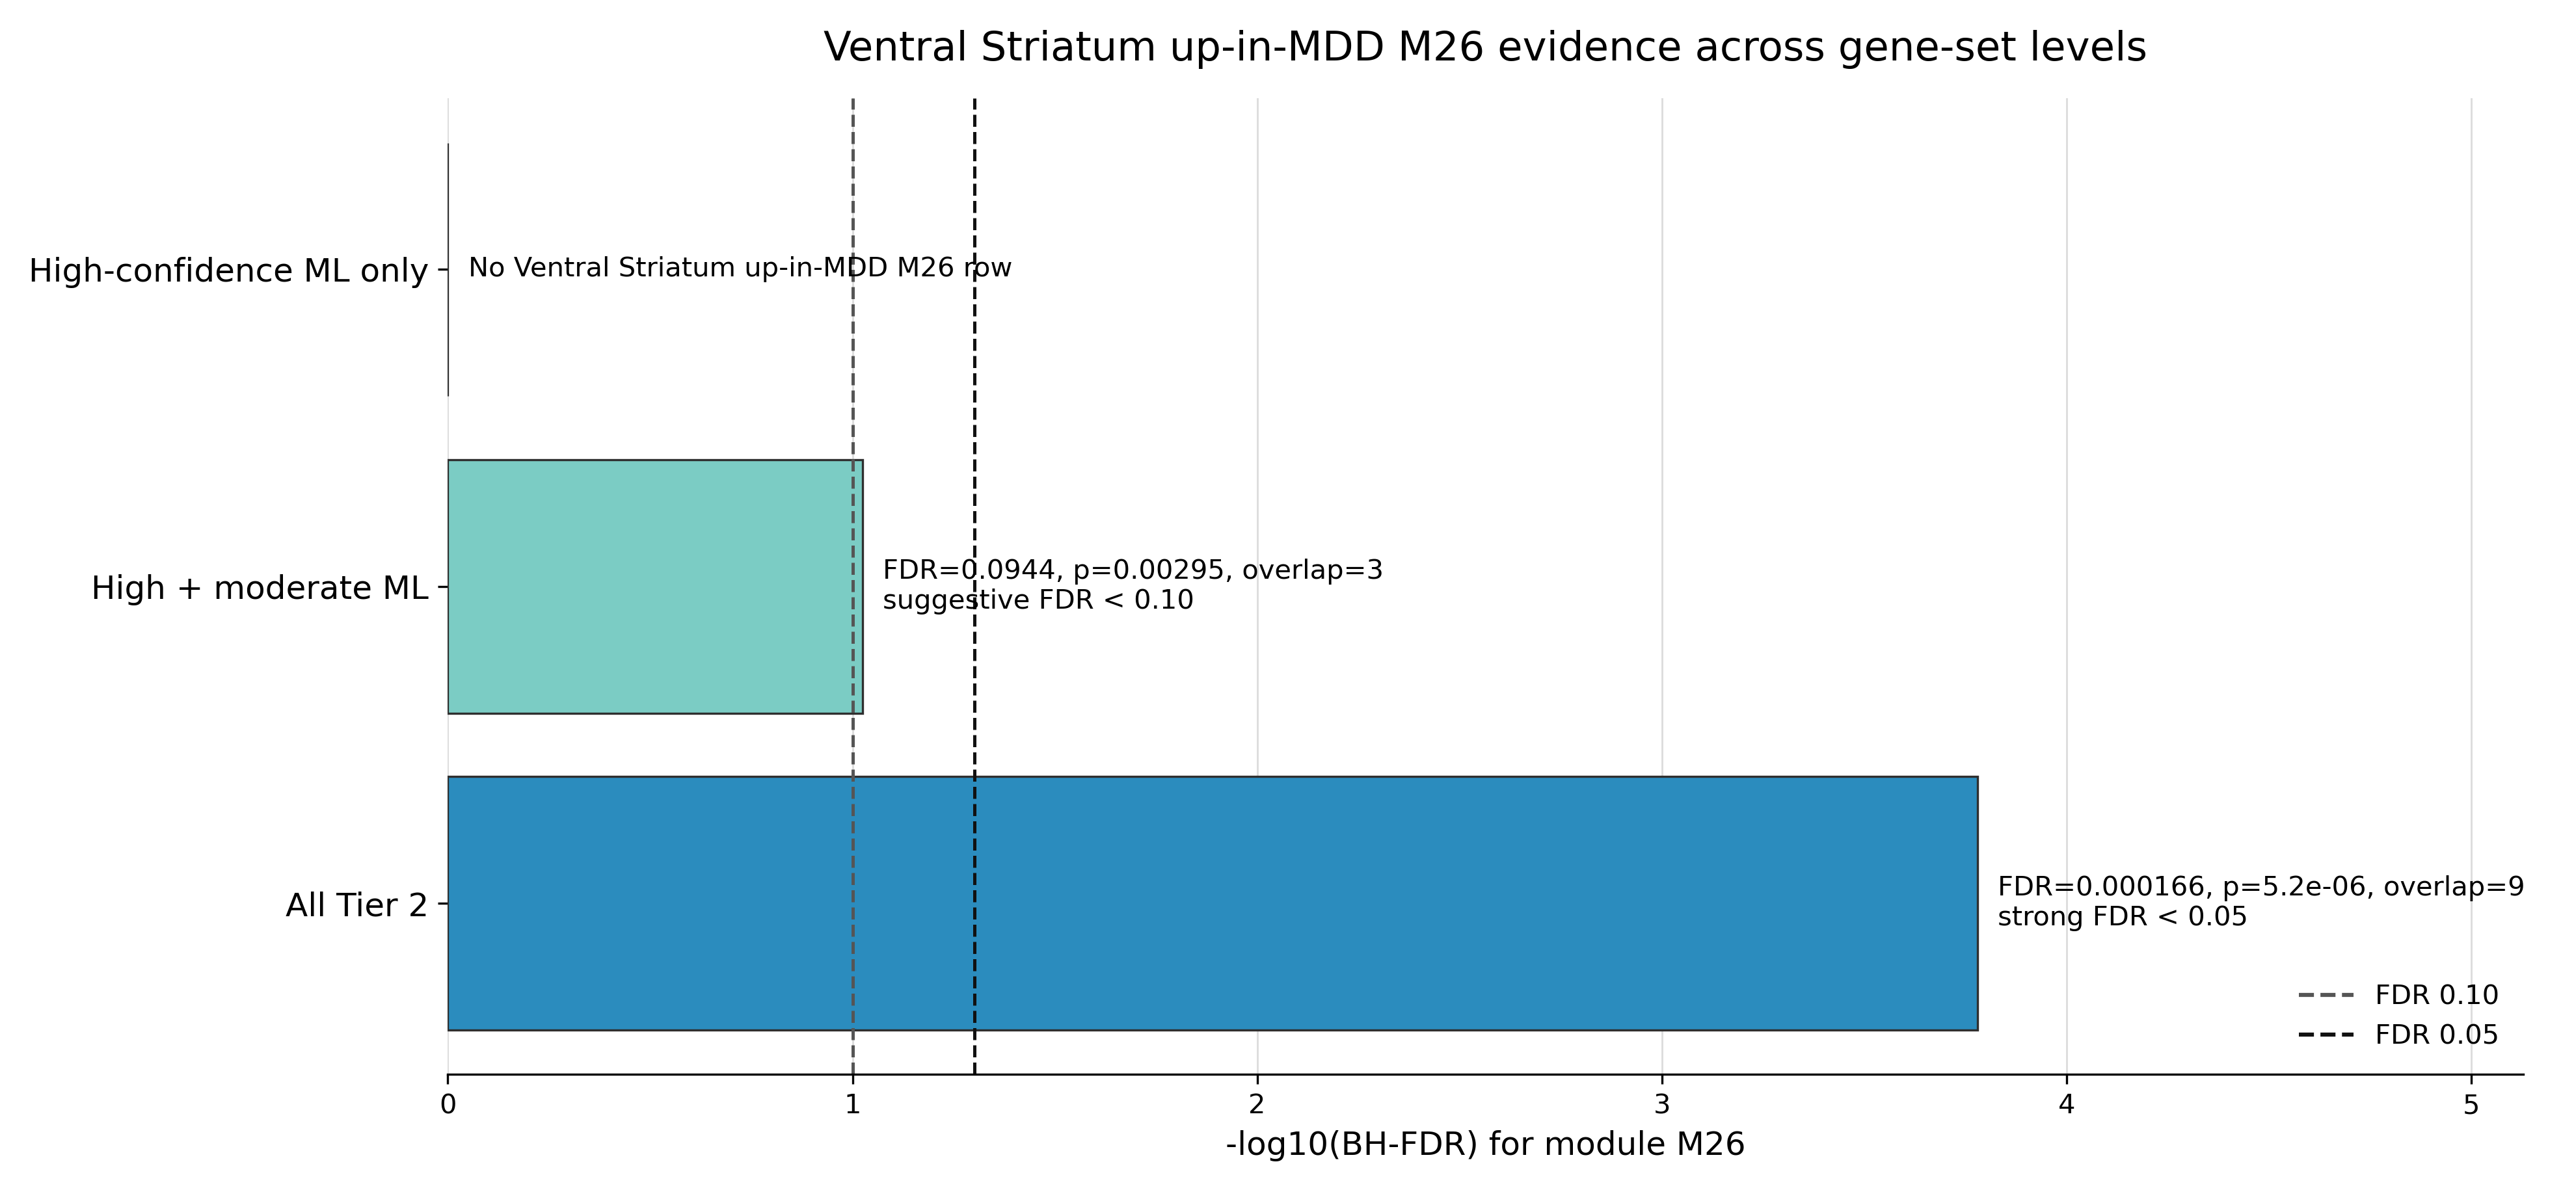 Ventral Striatum up-in-MDD M26 evidence across gene-set levels
High-confidence ML only
No Ventral Striatum up-in-MDD M26 row
High + moderate ML
FDR=0.0944, p=0.00295, overlap=3
suggestive FDR < 0.10
All Tier 2
FDR=0.000166, p=5.2e-06, overlap=9
strong FDR < 0.05
FDR 0.10
FDR 0.05
0 1 2 3 4 5
-log10(BH-FDR) for module M26